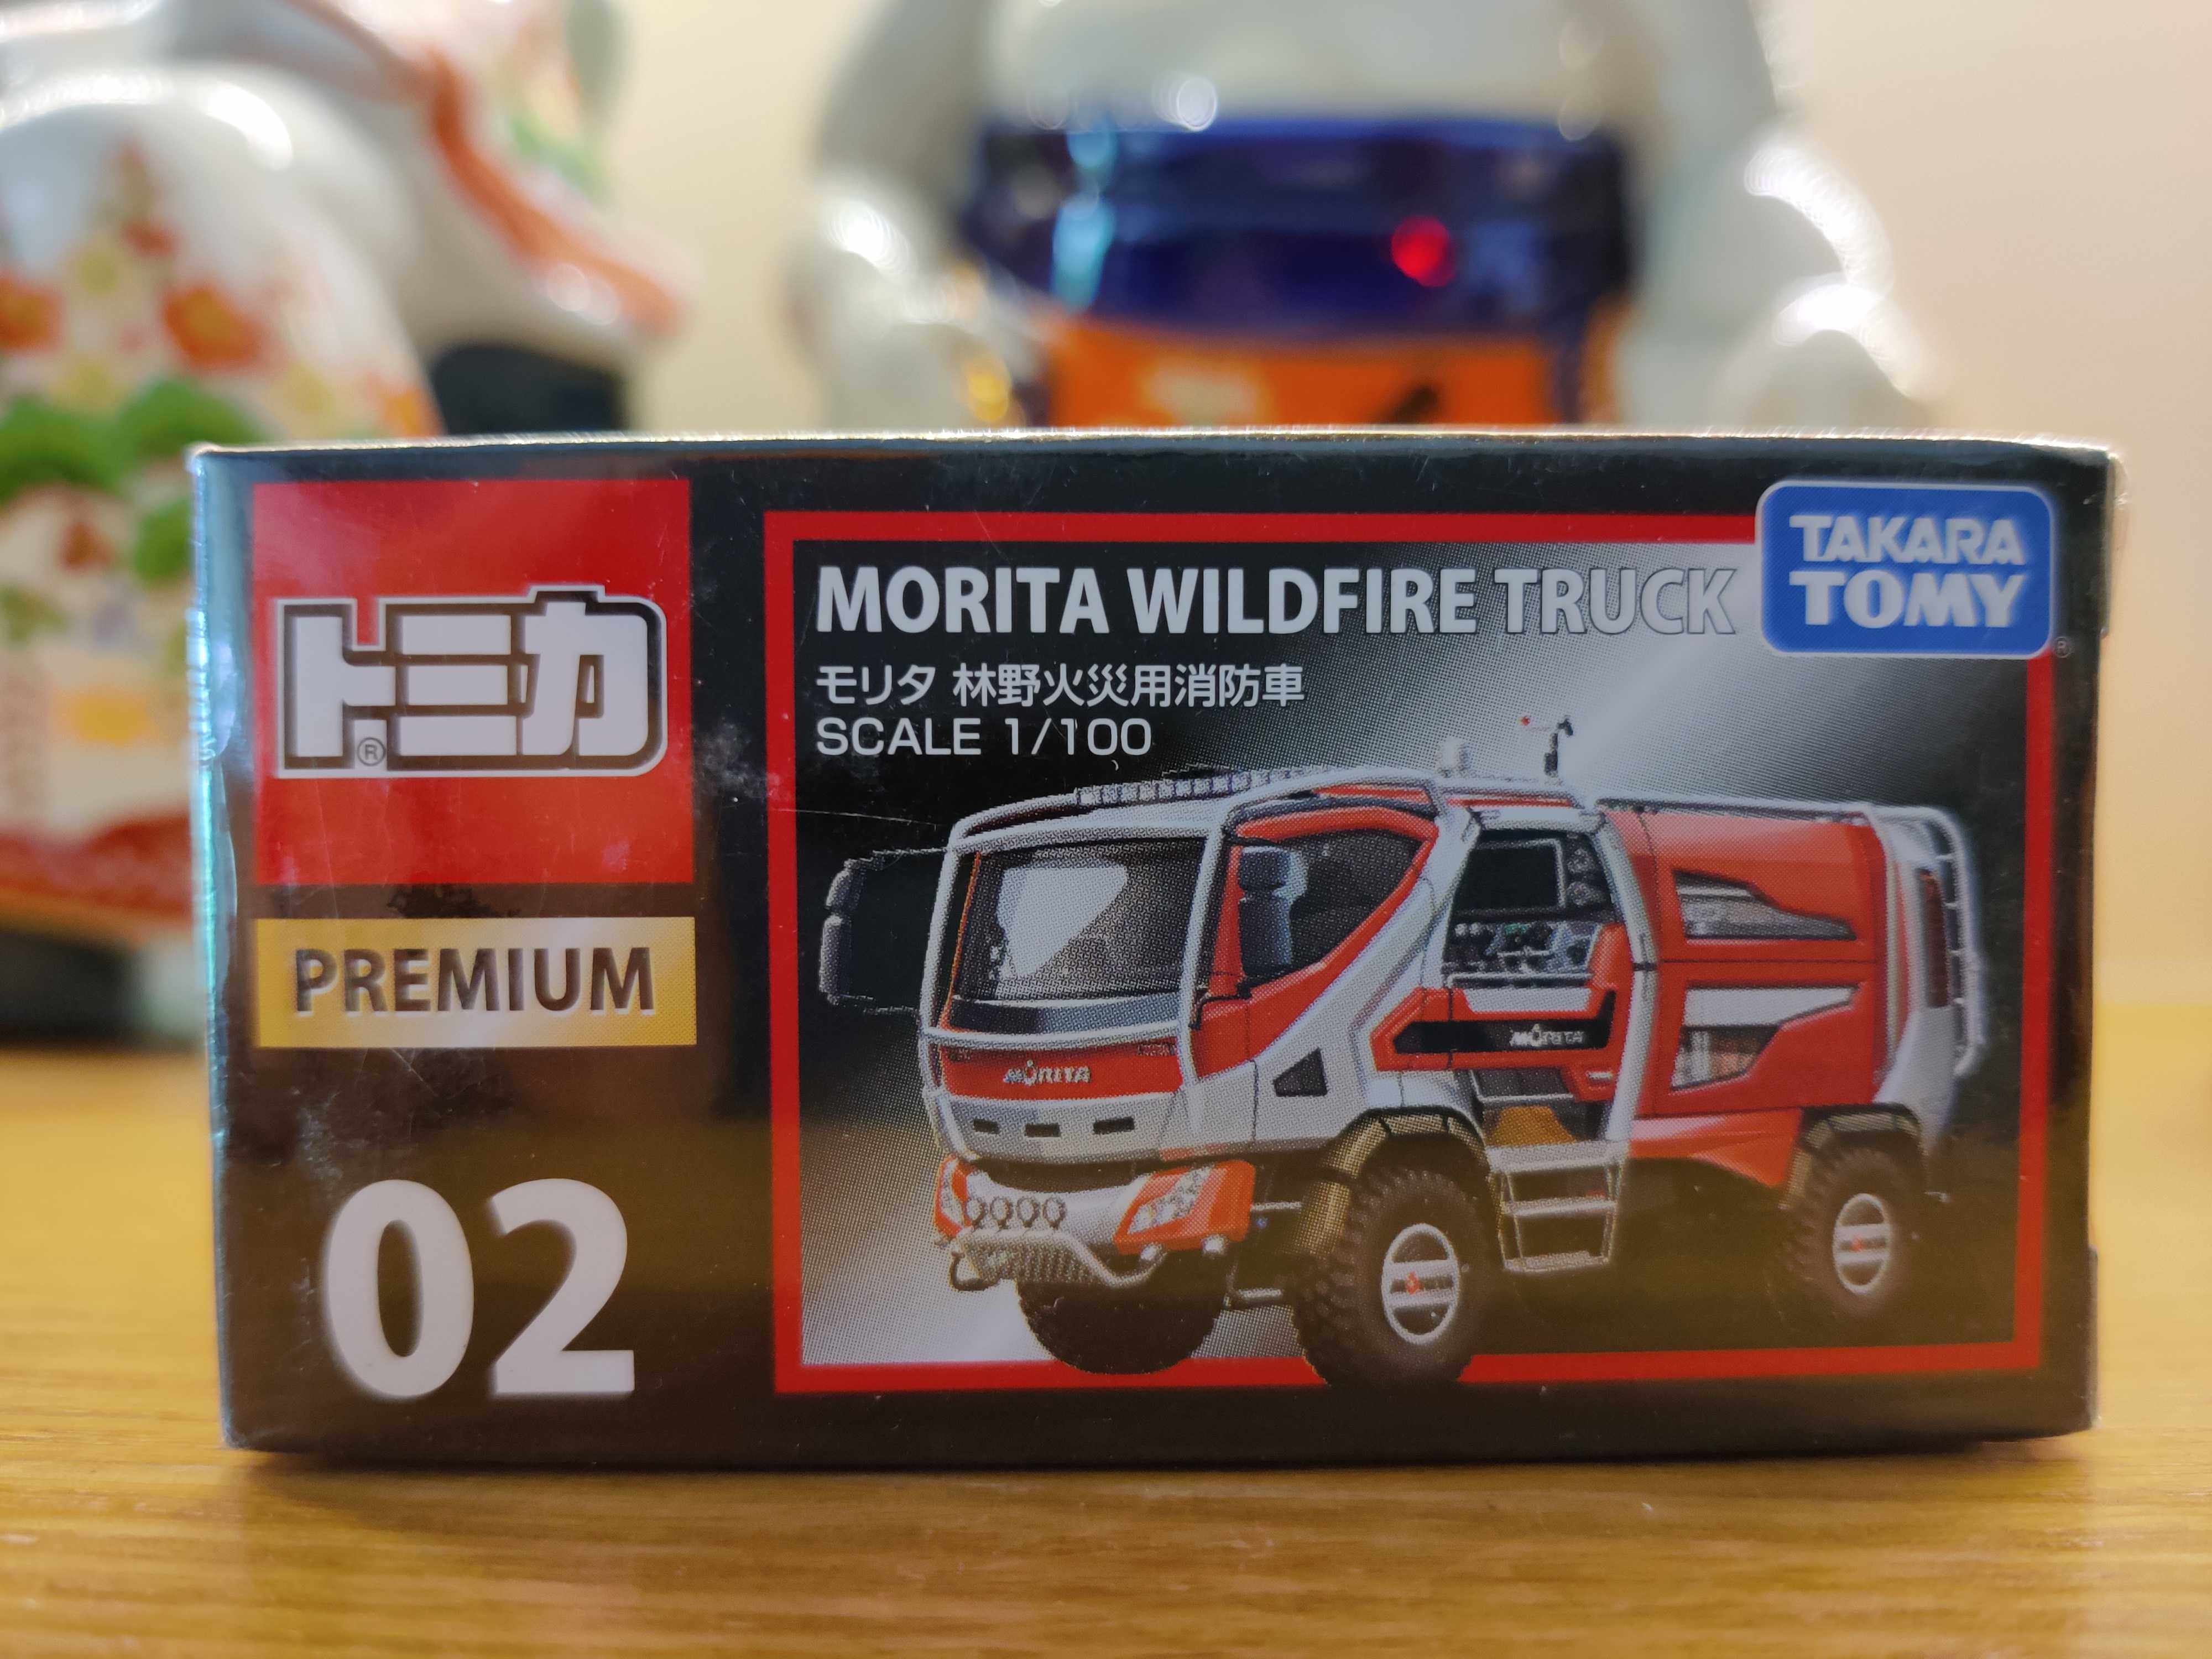 トミカ
®
PREMIUM
02
MORITA WILDFIRE TRUCK
モリタ 林野火災用消防車
SCALE 1/100
TAKARA
TOMY
®
MORITA
MORITA
MORITA